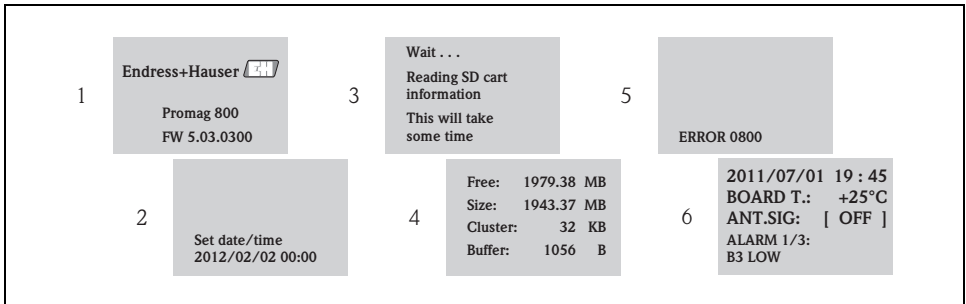 1
Endress+Hauser EH
Promag 800
FW 5.03.0300
2
Set date/time
2012/02/02 00:00
3
Wait . . .
Reading SD cart
information
This will take
some time
4
Free: 1979.38 MB
Size: 1943.37 MB
Cluster: 32 KB
Buffer: 1056 B
5
ERROR 0800
6
2011/07/01 19 : 45
BOARD T.: +25°C
ANT.SIG: [ OFF ]
ALARM 1/3:
B3 LOW